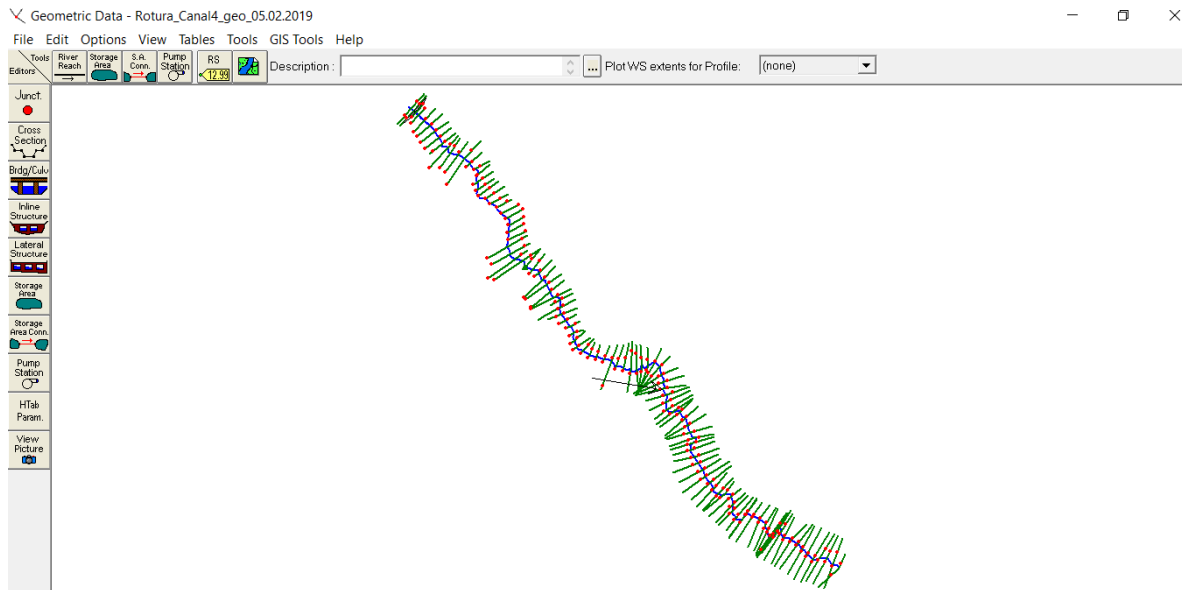 Geometric Data - Rotura_Canal4_geo_05.02.2019
File Edit Options View Tables Tools GIS Tools Help
Tools
Editors
River
Reach
Storage
Area
S.A.
Conn.
Pump
Station
RS
12.99
Description :
...
Plot WS extents for Profile:
(none)
Junct.
Cross
Section
Brdg/Culv
Inline
Structure
Lateral
Structure
Storage
Area
Storage
Area Conn.
Pump
Station
HTab
Param.
View
Picture